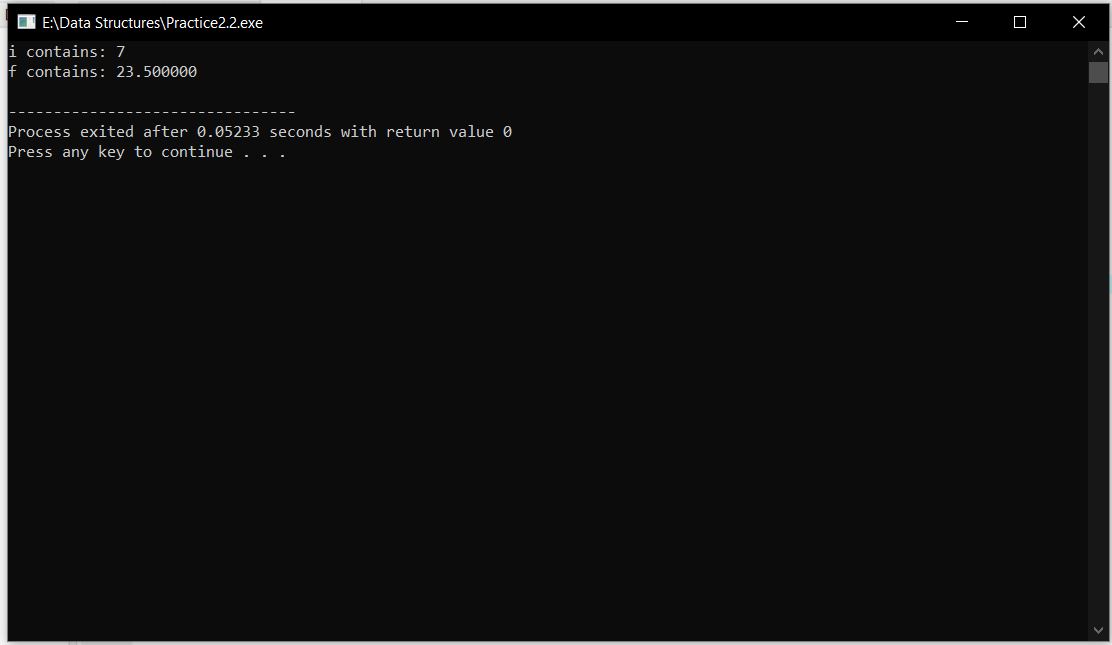 E:\Data Structures\Practice2.2.exe
i contains: 7
f contains: 23.500000
--------------------------------
Process exited after 0.05233 seconds with return value 0
Press any key to continue . . .